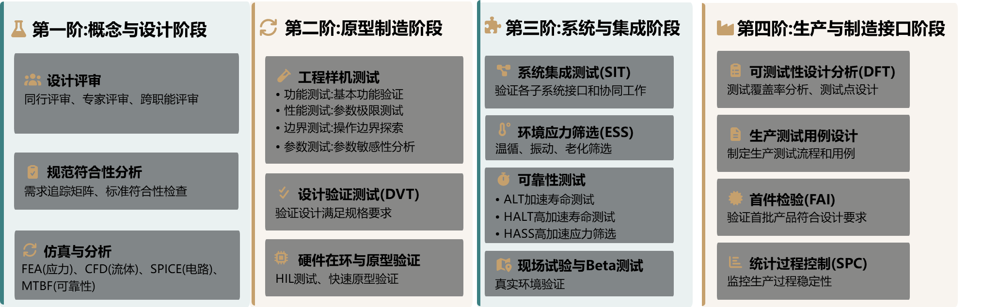 第一阶:概念与设计阶段
设计评审
同行评审、专家评审、跨职能评审
规范符合性分析
需求追踪矩阵、标准符合性检查
仿真与分析
FEA(应力)、CFD(流体)、SPICE(电路)、
MTBF(可靠性)
第二阶:原型制造阶段
工程样机测试
• 功能测试:基本功能验证
• 性能测试:参数极限测试
• 边界测试:操作边界探索
• 参数测试:参数敏感性分析
设计验证测试(DVT)
验证设计满足规格要求
硬件在环与原型验证
HIL测试、快速原型验证
第三阶:系统与集成阶段
系统集成测试(SIT)
验证各子系统接口和协同工作
环境应力筛选(ESS)
温循、振动、老化筛选
可靠性测试
• ALT加速寿命测试
• HALT高加速寿命测试
• HASS高加速应力筛选
现场试验与Beta测试
真实环境验证
第四阶:生产与制造接口阶段
可测试性设计分析(DFT)
测试覆盖率分析、测试点设计
生产测试用例设计
制定生产测试流程和用例
首件检验(FAI)
验证首批产品符合设计要求
统计过程控制(SPC)
监控生产过程稳定性